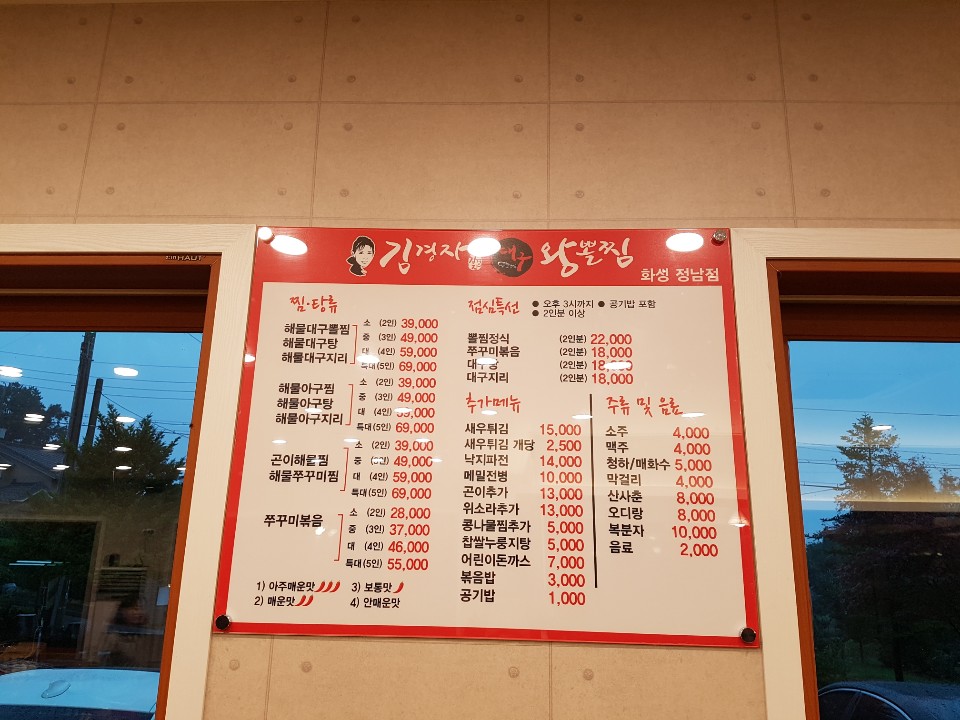 김경자 대구 왕뽈찜
화성 정남점
찜·탕류
해물대구뽈찜
해물대구탕
해물대구지리
소 (2인) 39,000
중 (3인) 49,000
대 (4인) 59,000
특대(5인) 69,000
해물아구찜
해물아구탕
해물아구지리
소 (2인) 39,000
중 (3인) 49,000
대 (4인) 59,000
특대(5인) 69,000
곤이해물찜
해물쭈꾸미찜
소 (2인) 39,000
중 (3인) 49,000
대 (4인) 59,000
특대(5인) 69,000
쭈꾸미볶음
소 (2인) 28,000
중 (3인) 37,000
대 (4인) 46,000
특대(5인) 55,000
1) 아주매운맛 3) 보통맛
2) 매운맛 4) 안매운맛
점심특선
● 오후 3시까지 ● 공기밥 포함
● 2인분 이상
뽈찜정식 (2인분) 22,000
쭈꾸미볶음 (2인분) 18,000
대구탕 (2인분) 18,000
대구지리 (2인분) 18,000
추가메뉴
새우튀김 15,000
새우튀김 개당 2,500
낙지파전 14,000
메밀전병 10,000
곤이추가 13,000
위소라추가 13,000
콩나물찜추가 5,000
찹쌀누룽지탕 5,000
어린이돈까스 7,000
볶음밥 3,000
공기밥 1,000
주류 및 음료
소주 4,000
맥주 4,000
청하/매화수 5,000
막걸리 4,000
산사춘 8,000
오디랑 8,000
복분자 10,000
음료 2,000